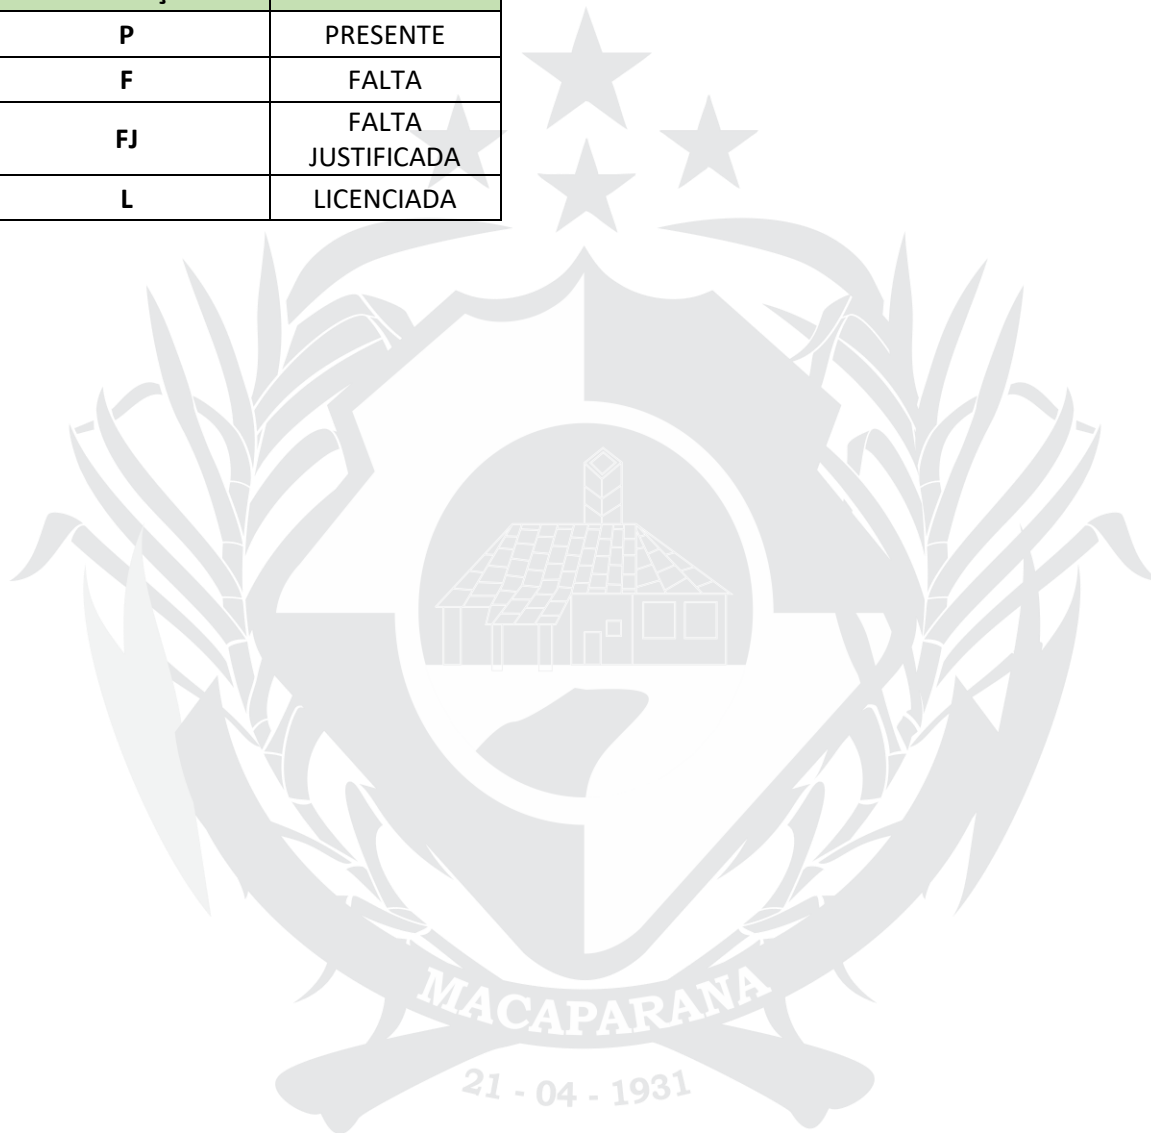 P PRESENTE
F FALTA
FJ FALTA
JUSTIFICADA
L LICENCIADA
MACAPARANA
21 - 04 - 1931